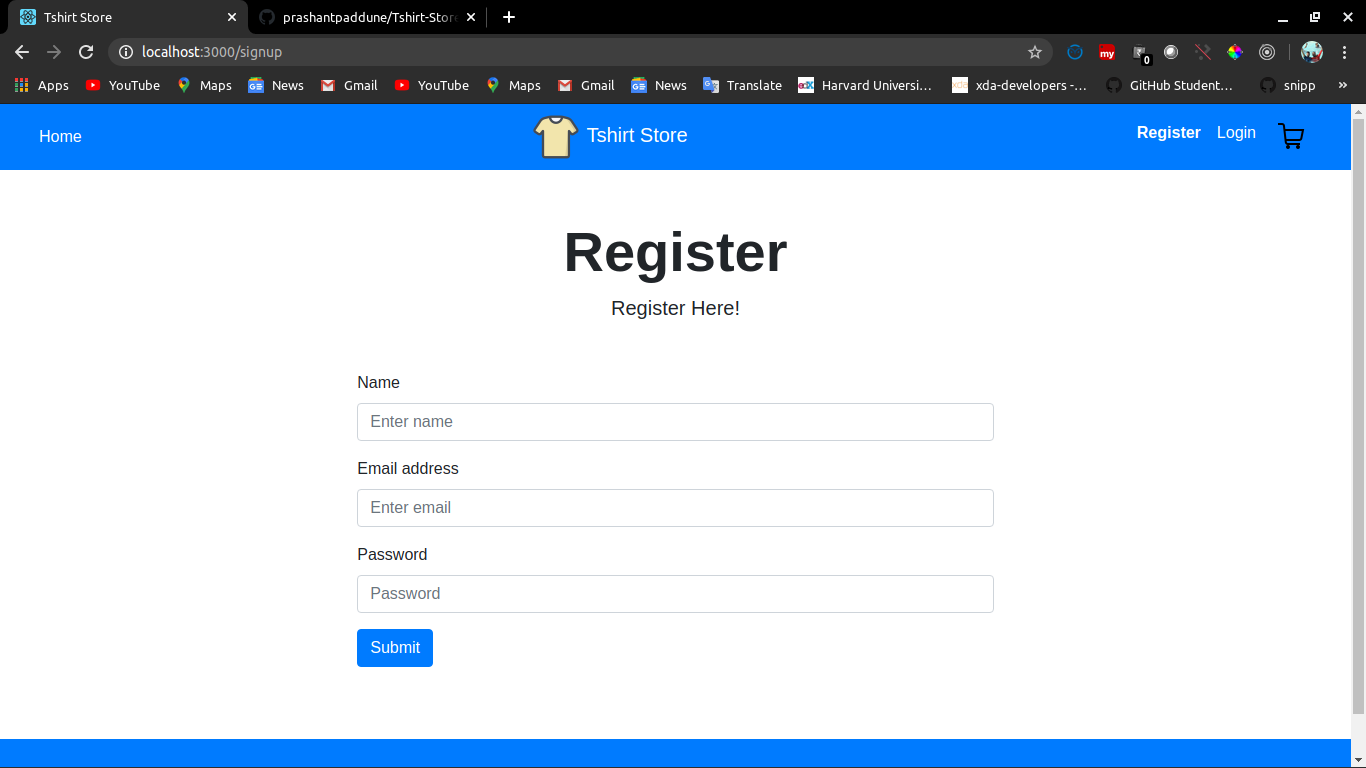 Tshirt Store
prashantpaddune/Tshirt-Store
localhost:3000/signup
my
0
Apps YouTube Maps News Gmail YouTube Maps Gmail News Translate Harvard Universi… xda-developers -… GitHub Student… snipp »
Home Tshirt Store Register Login
Register
Register Here!
Name
Enter name
Email address
Enter email
Password
Password
Submit